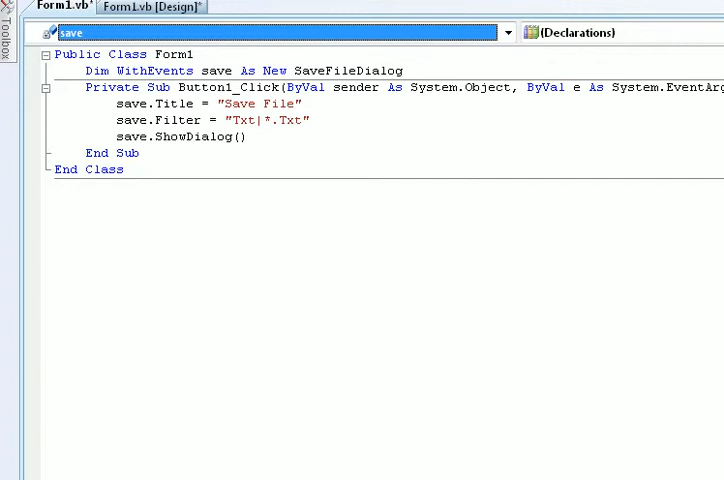 Form1.vb* Form1.vb [Design]*
Toolbox
save (Declarations)
Public Class Form1
Dim WithEvents save As New SaveFileDialog
Private Sub Button1_Click(ByVal sender As System.Object, ByVal e As System.EventArg
save.Title = "Save File"
save.Filter = "Txt|*.Txt"
save.ShowDialog()
End Sub
End Class